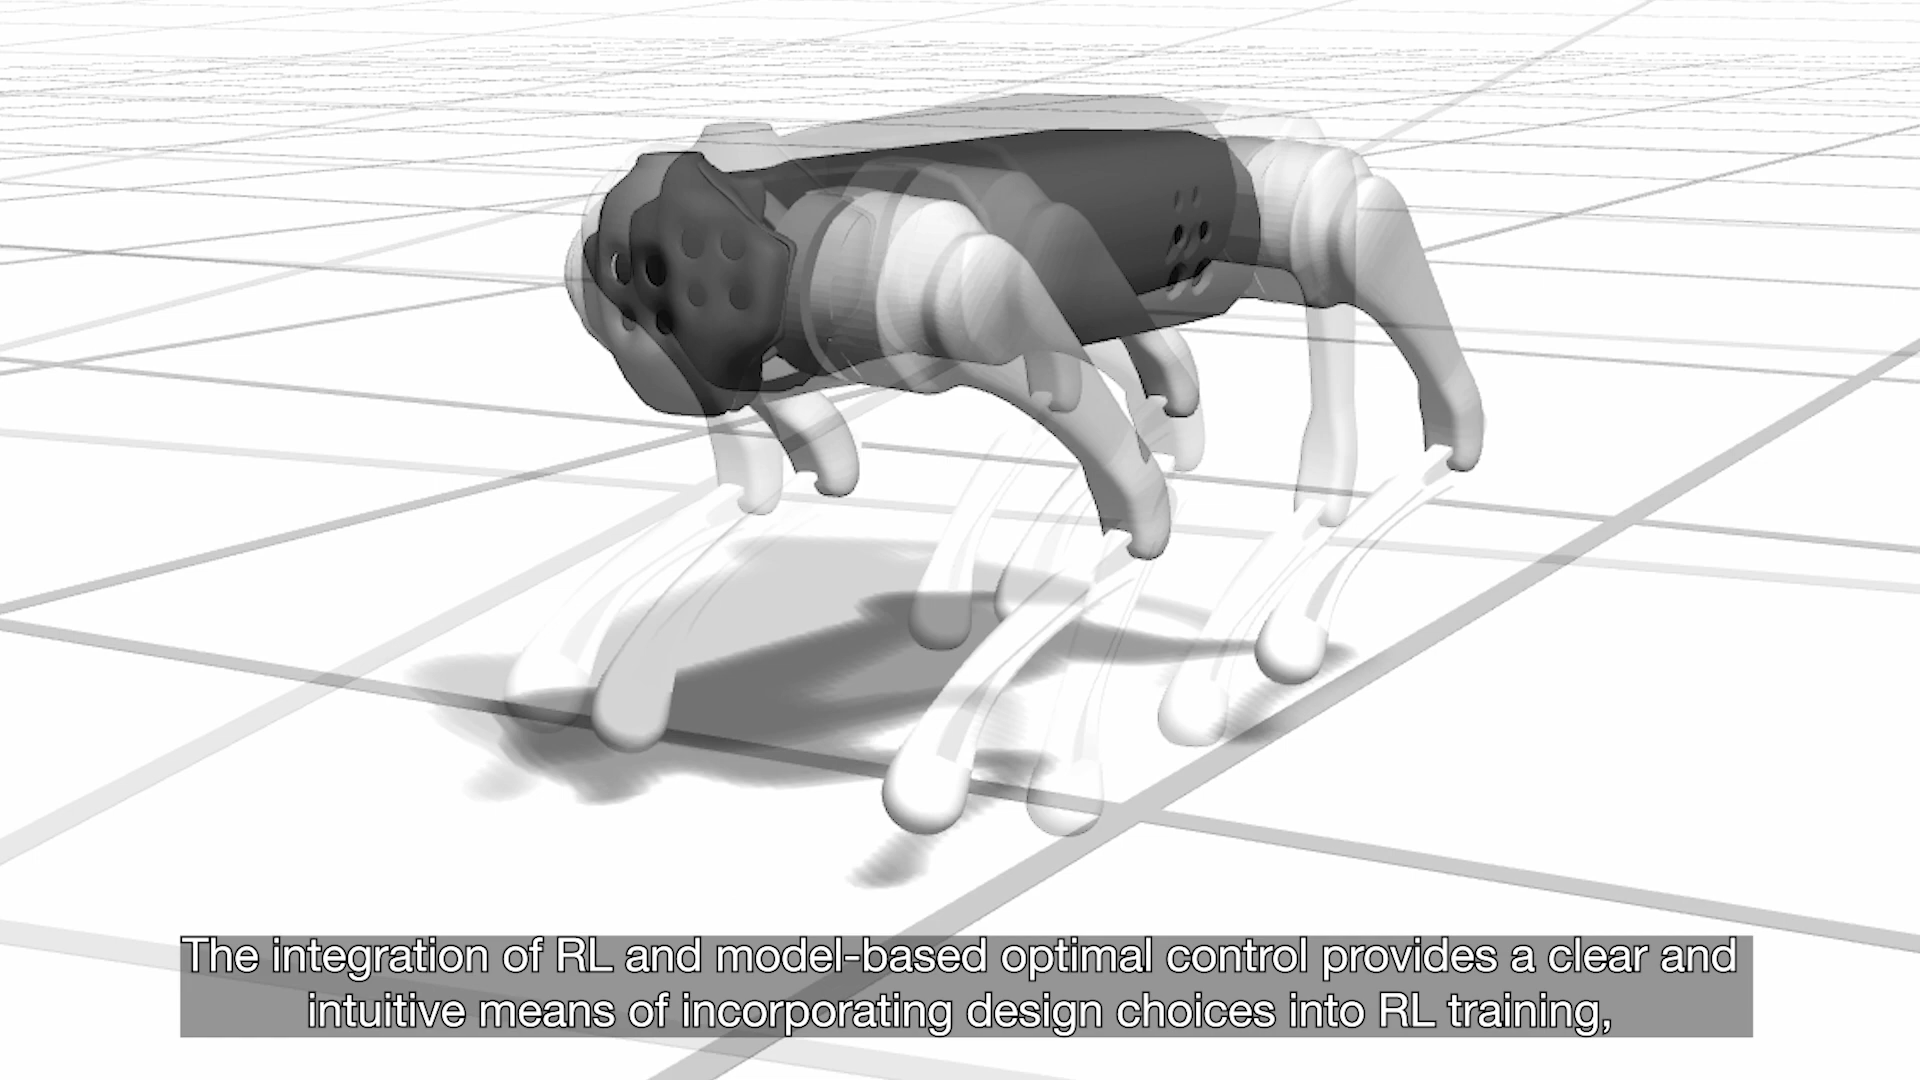 The integration of RL and model-based optimal control provides a clear and
intuitive means of incorporating design choices into RL training,